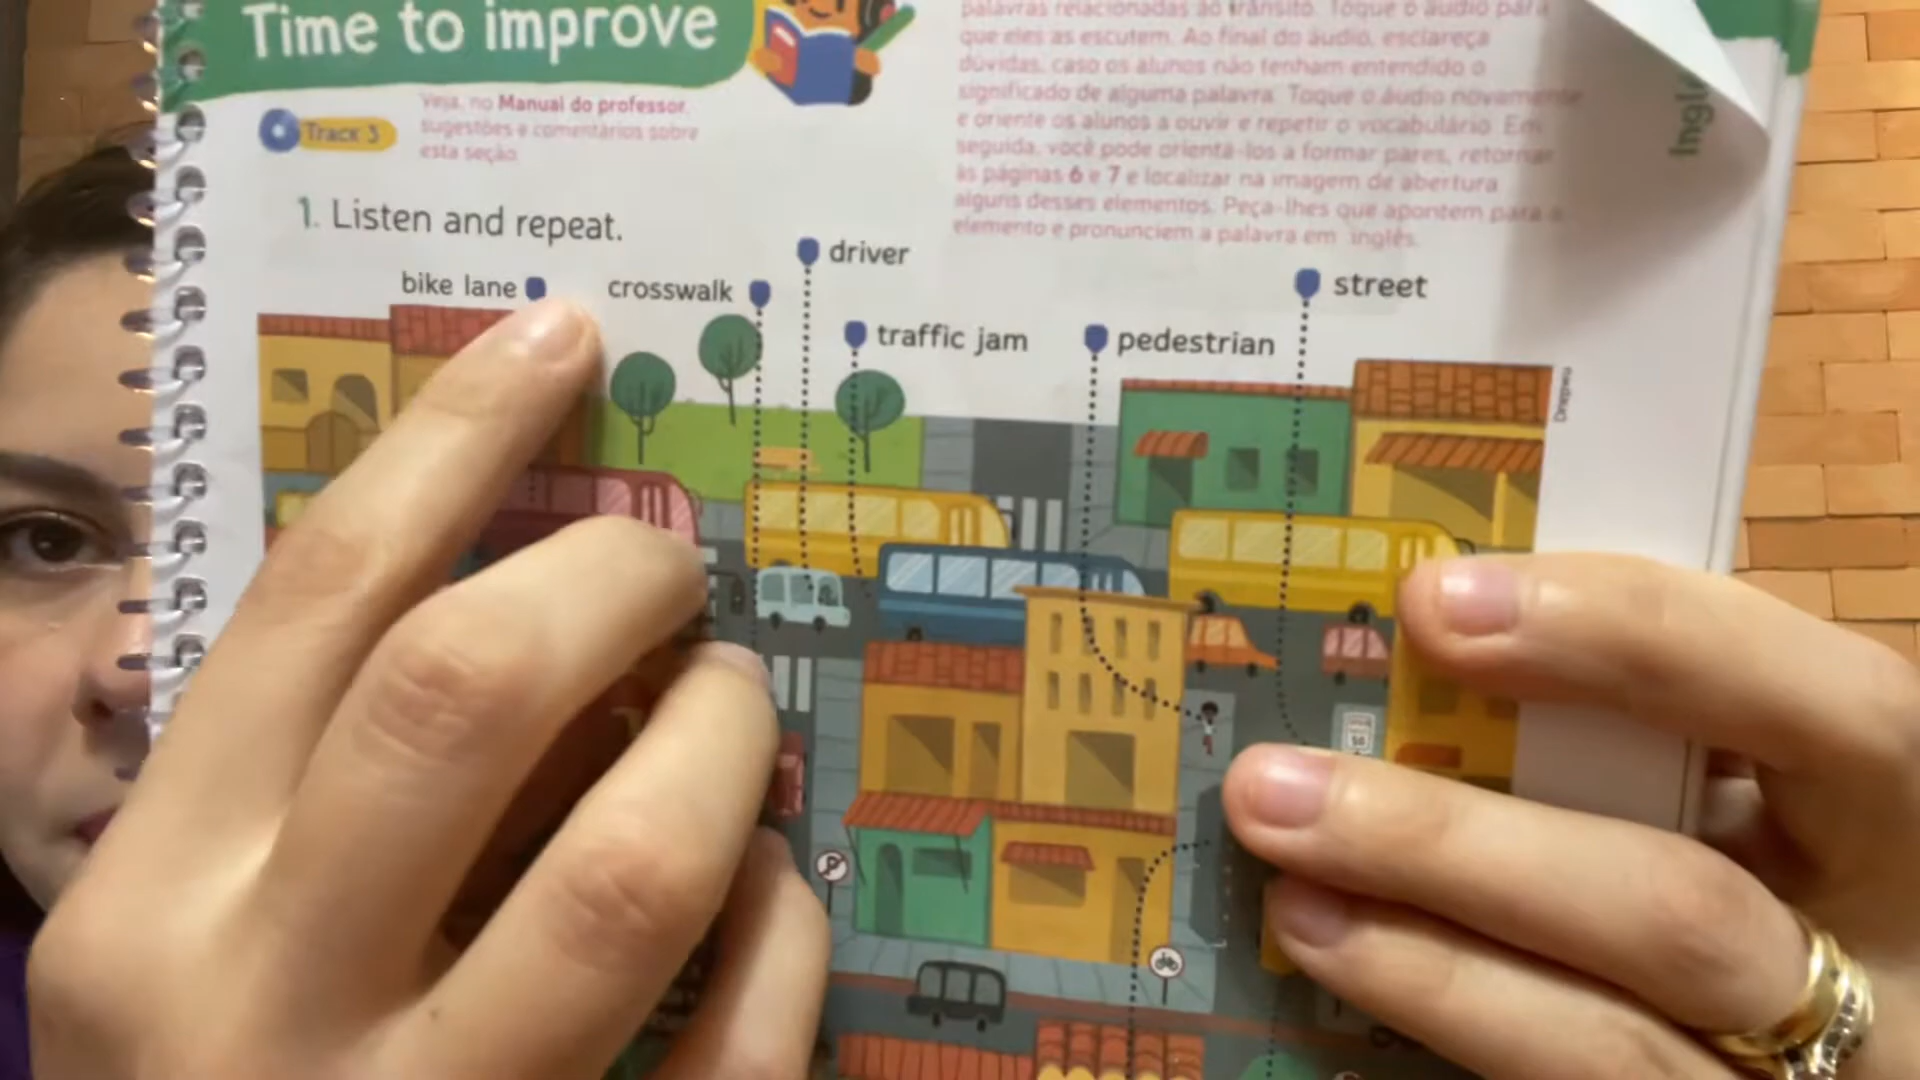 Time to improve
palavras relacionadas ao trânsito. Toque o áudio para
que eles as escutem. Ao final do áudio, esclareça
dúvidas, caso os alunos não tenham entendido o
significado de alguma palavra. Toque o áudio novamente
e oriente os alunos a ouvir e repetir o vocabulário. Em
seguida, você pode orientá-los a formar pares, retornar
às páginas 6 e 7 e localizar na imagem de abertura
alguns desses elementos. Peça-lhes que apontem para o
elemento e pronunciem a palavra em inglês.
Track 3
Veja, no Manual do professor,
sugestões e comentários sobre
esta seção.
1. Listen and repeat.
driver
bike lane
crosswalk
street
traffic jam
pedestrian